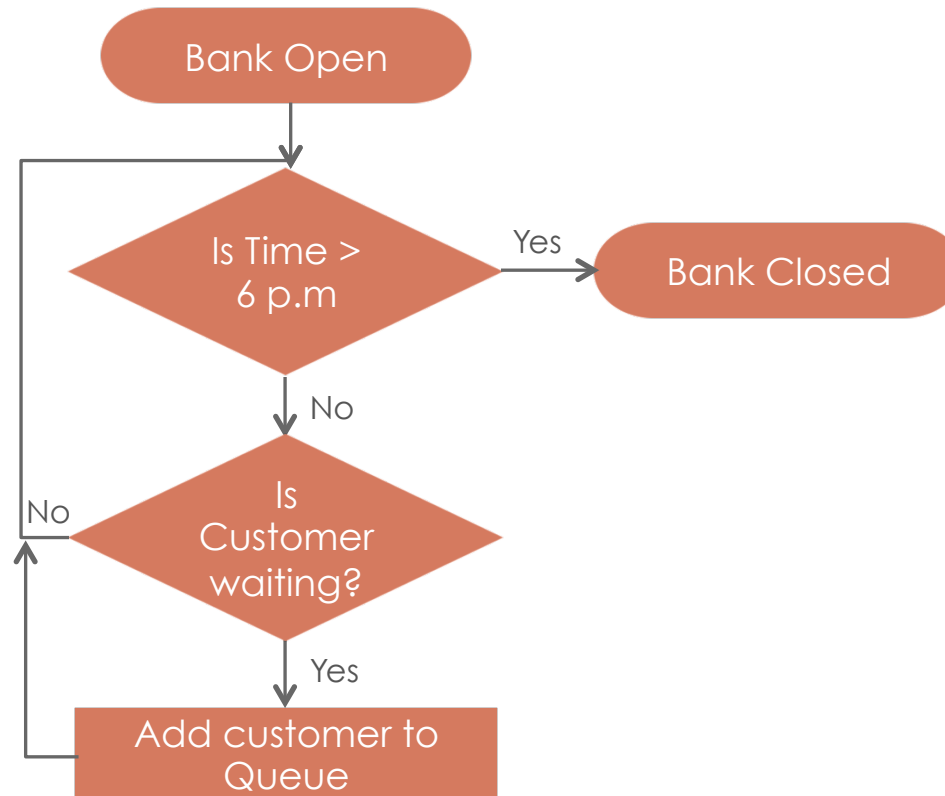 Bank Open
Is Time >
6 p.m
Yes
Bank Closed
No
Is
Customer
waiting?
No
Yes
Add customer to
Queue